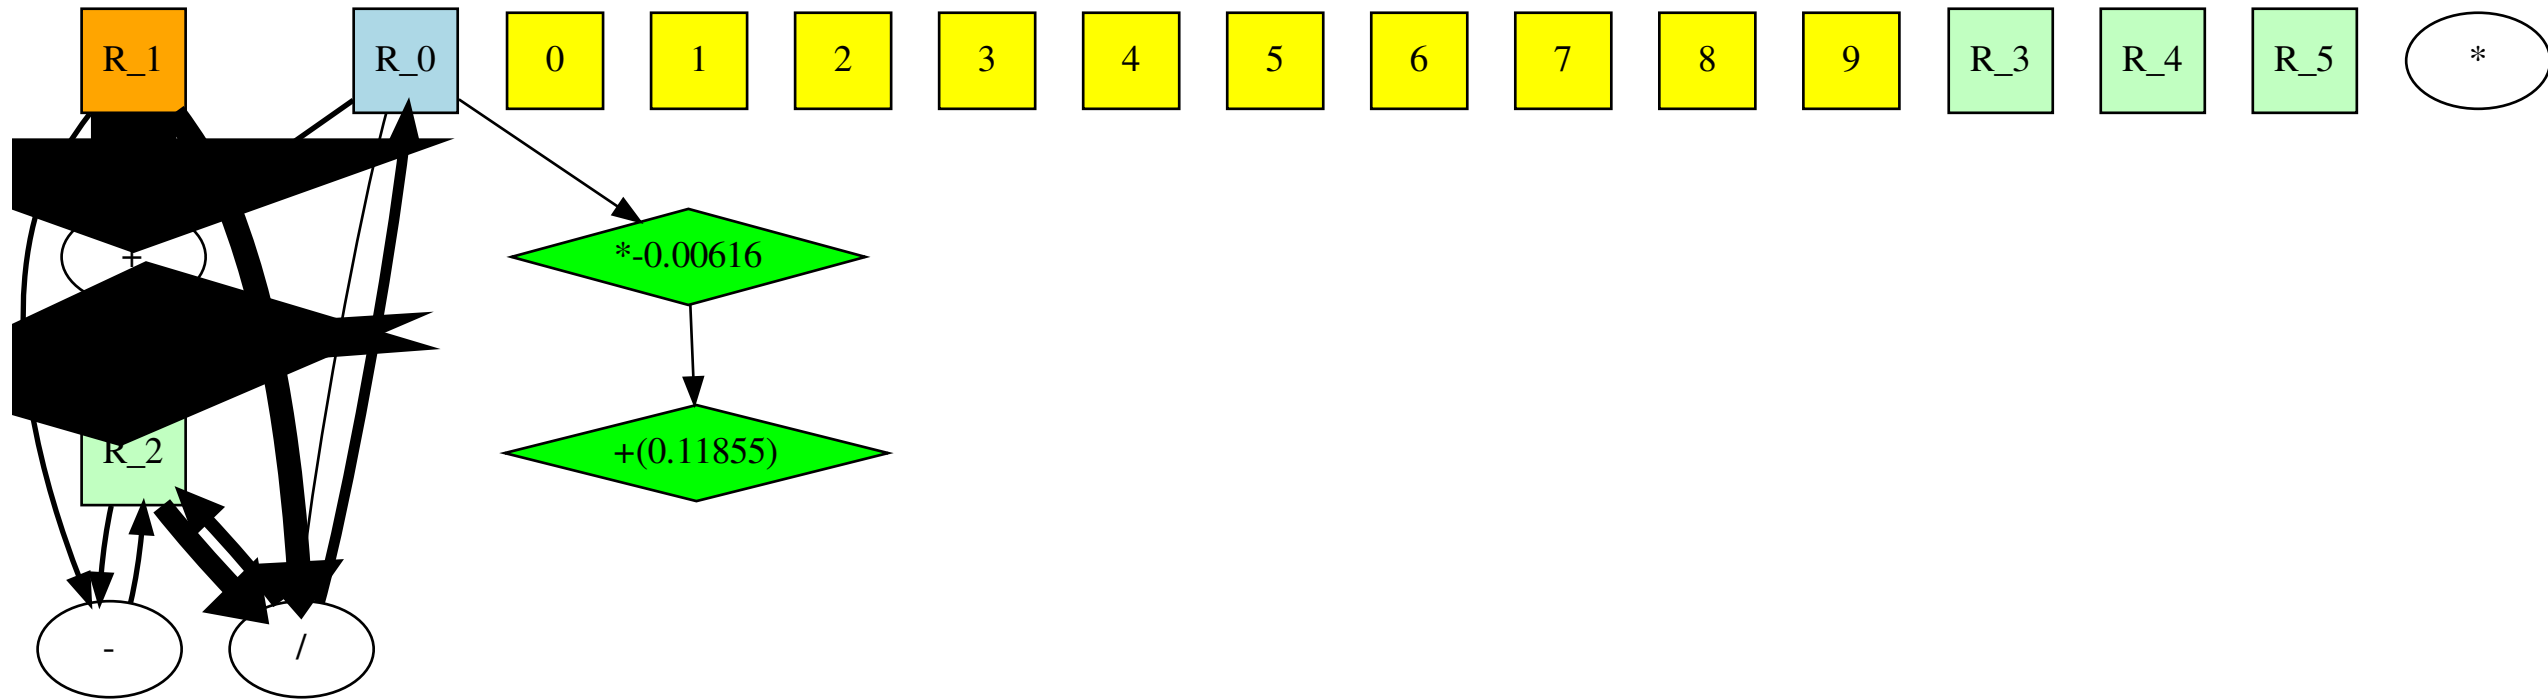 R_1 R_0 0 1 2 3 4 5 6 7 8 9 R_3 R_4 R_5 *
+ *-0.00616
R_2 +(0.11855)
- /